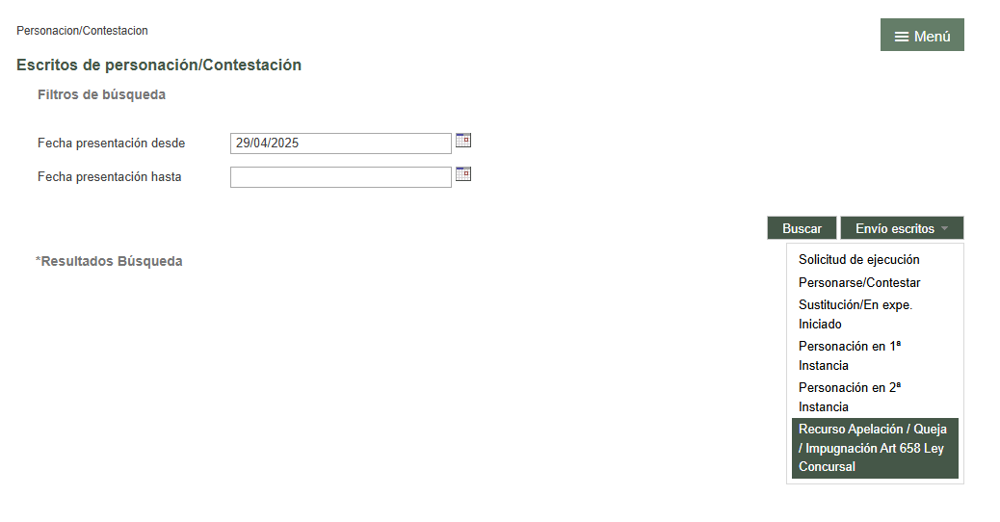 Personacion/Contestacion
Menú
Escritos de personación/Contestación
Filtros de búsqueda
Fecha presentación desde 29/04/2025
Fecha presentación hasta
Buscar Envío escritos
*Resultados Búsqueda
Solicitud de ejecución
Personarse/Contestar
Sustitución/En expe.
Iniciado
Personación en 1ª
Instancia
Personación en 2ª
Instancia
Recurso Apelación / Queja
/ Impugnación Art 658 Ley
Concursal